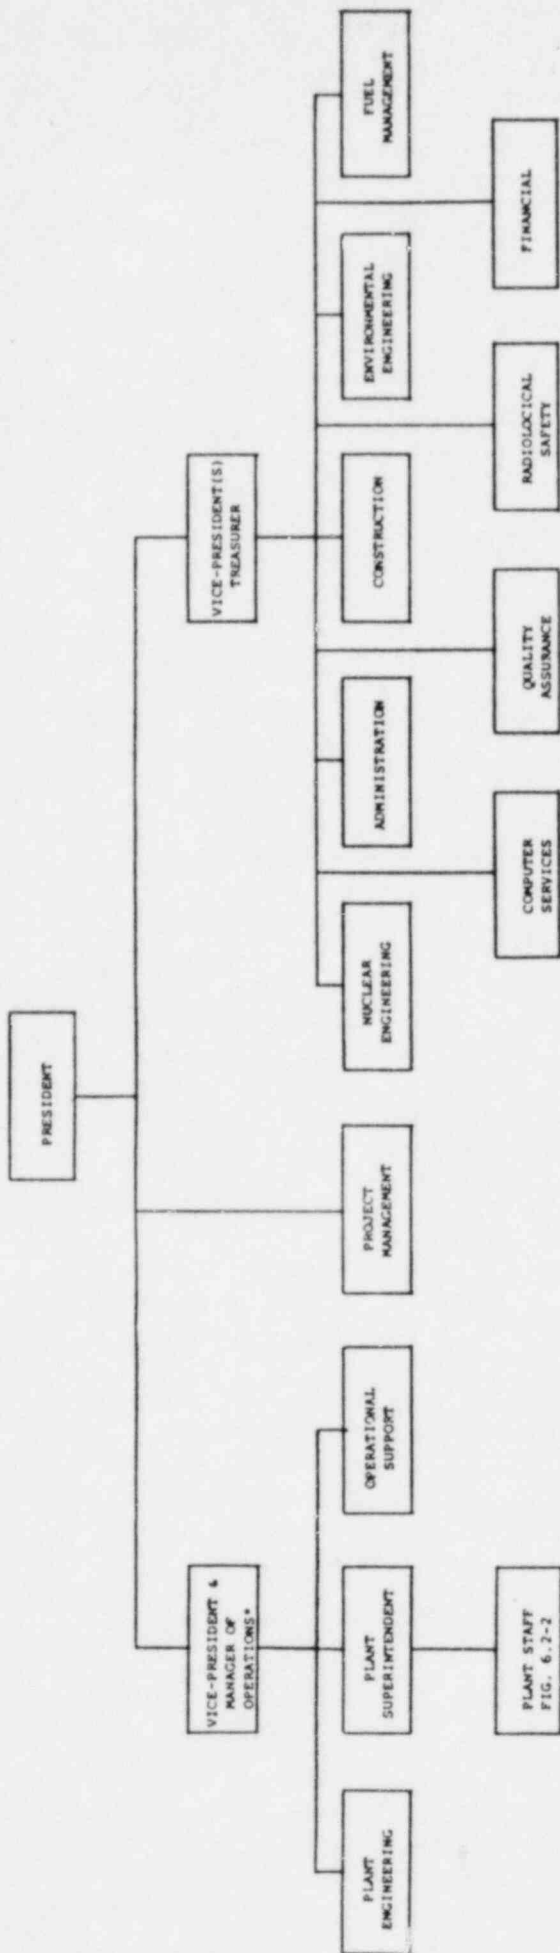 PRESIDENT
VICE-PRESIDENT &
MANAGER OF
OPERATIONS*
VICE-PRESIDENT(S)
TREASURER
PLANT
ENGINEERING
PLANT
SUPERINTENDENT
OPERATIONAL
SUPPORT
PROJECT
MANAGEMENT
NUCLEAR
ENGINEERING
ADMINISTRATION
CONSTRUCTION
ENVIRONMENTAL
ENGINEERING
FUEL
MANAGEMENT
PLANT STAFF
FIG. 6.2-2
COMPUTER
SERVICES
QUALITY
ASSURANCE
RADIOLOCICAL
SAFETY
FINANCIAL